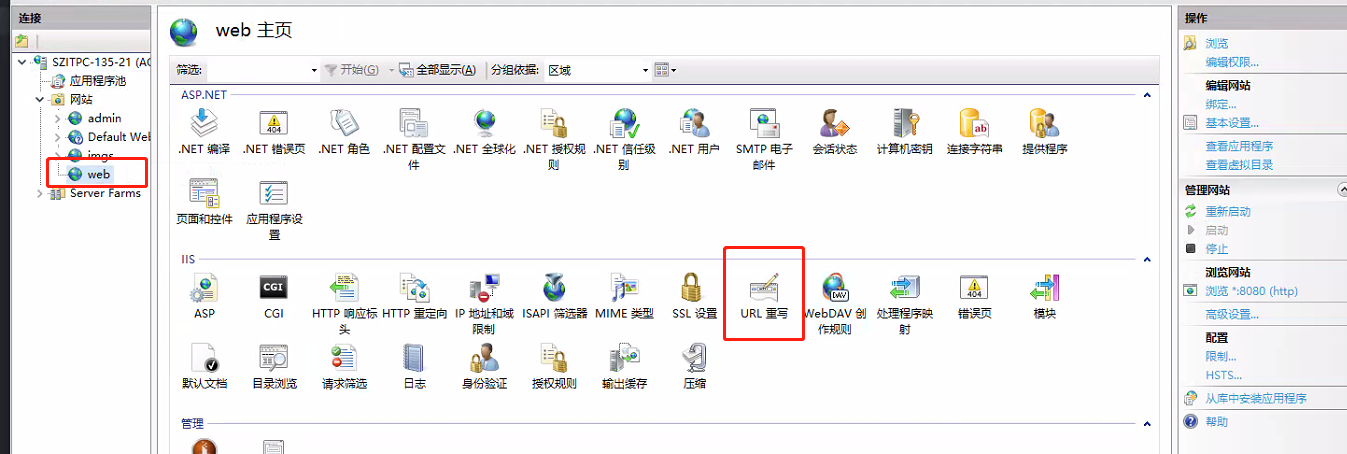 连接
SZITPC-135-21 (AC
应用程序池
网站
admin
Default Web
imgs
web
Server Farms
web 主页
筛选: 开始(G) 全部显示(A) 分组依据: 区域
ASP.NET
.NET 编译 .NET 错误页 .NET 角色 .NET 配置文件 .NET 全球化 .NET 授权规则 .NET 信任级别 .NET 用户 SMTP 电子邮件 会话状态 计算机密钥 连接字符串 提供程序
页面和控件 应用程序设置
IIS
ASP CGI HTTP 响应标头 HTTP 重定向 IP 地址和域限制 ISAPI 筛选器 MIME 类型 SSL 设置 URL 重写 WebDAV 创作规则 处理程序映射 错误页 模块
默认文档 目录浏览 请求筛选 日志 身份验证 授权规则 输出缓存 压缩
管理
操作
浏览
编辑权限...
编辑网站
绑定...
基本设置...
查看应用程序
查看虚拟目录
管理网站
重新启动
启动
停止
浏览网站
浏览 *:8080 (http)
高级设置...
配置
限制...
HSTS...
从库中安装应用程序
帮助